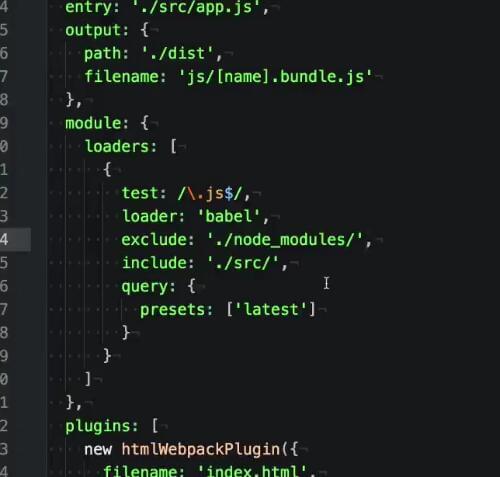 4 entry: './src/app.js',
5 output: {
6 path: './dist',
7 filename: 'js/[name].bundle.js'
8 },
9 module: {
0 loaders: [
1 {
2 test: /\.js$/,
3 loader: 'babel',
4 exclude: './node_modules/',
5 include: './src/',
6 query: {
7 presets: ['latest']
8 }
9 }
0 ]
1 },
2 plugins: [
3 new htmlWebpackPlugin({
4 filename: 'index.html',